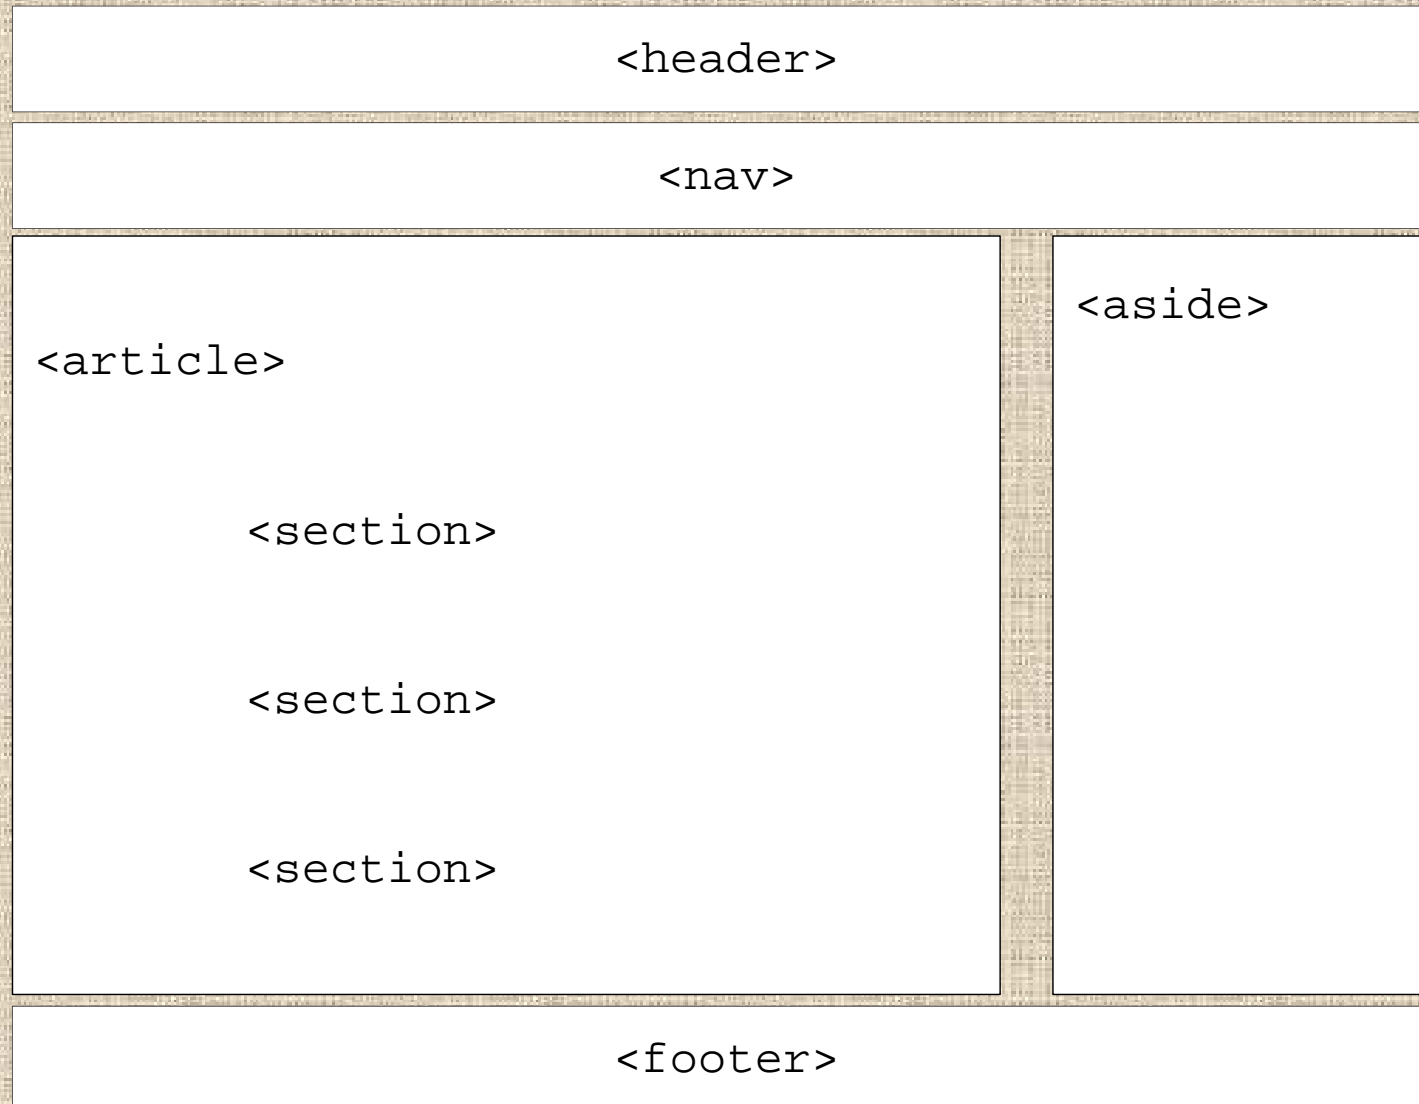 <header>
<nav>
<article>
<section>
<section>
<section>
<aside>
<footer>